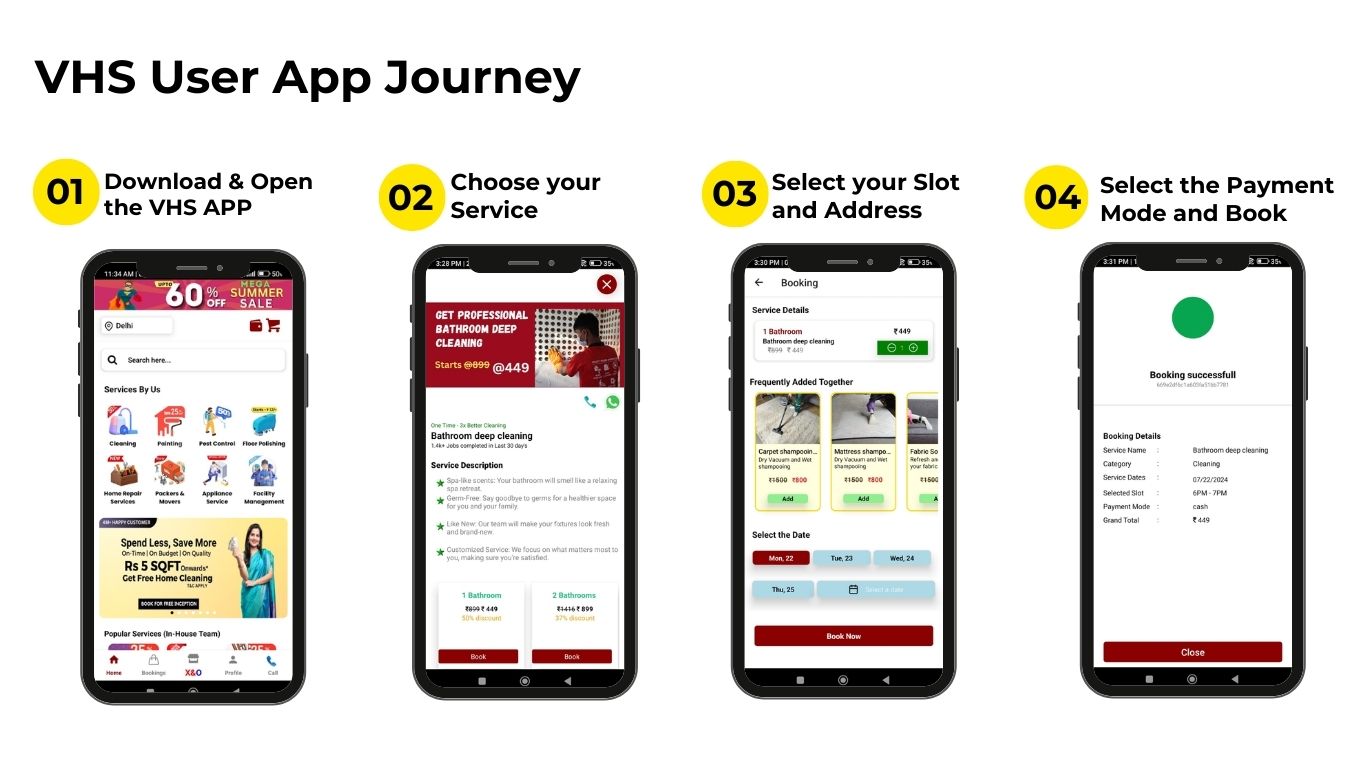 VHS User App Journey
01
Download & Open
the VHS APP
11:34 AM
50
UPTO
60% OFF
MEGA
SUMMER
SALE
Delhi
Search here...
Services By Us
Cleaning
Painting
Pest Control
Floor Polishing
Home Repair
Services
Packers &
Movers
Appliance
Service
Facility
Management
4M+ HAPPY CUSTOMER
Spend Less, Save More
On-Time | On Budget | On Quality
Rs 5 SQFT Onwards*
Get Free Home Cleaning
T&C APPLY
BOOK FOR FREE INCEPTION
Popular Services (In-House Team)
Home
Bookings
X&O
Profile
Call
02
Choose your
Service
3:28 PM
35
GET PROFESSIONAL
BATHROOM DEEP
CLEANING
Starts @899 @449
One Time - 3x Better Cleaning
Bathroom deep cleaning
1.4k+ Jobs completed in Last 30 days
Service Description
Spa-like scents: Your bathroom will smell like a relaxing
spa retreat.
Germ-Free: Say goodbye to germs for a healthier space
for you and your family.
Like New: Our team will make your fixtures look fresh
and brand-new.
Customized Service: We focus on what matters most to
you, making sure you're satisfied.
1 Bathroom
₹899 ₹ 449
50% discount
Book
2 Bathrooms
₹1416 ₹ 899
37% discount
Book
03
Select your Slot
and Address
3:30 PM
35
Booking
Service Details
1 Bathroom
₹ 449
Bathroom deep cleaning
₹899 ₹ 449
1
Frequently Added Together
Carpet shampooin...
Dry Vacuum and Wet
shampooing
₹1500 ₹800
Add
Mattress shampo...
Dry Vacuum and Wet
shampooing
₹1500 ₹800
Add
Fabric So
Refresh an
your fabric
₹1500
A
Select the Date
Mon, 22
Tue, 23
Wed, 24
Thu, 25
Select a date
Book Now
04
Select the Payment
Mode and Book
3:31 PM
35
Booking successfull
Booking Details
Service Name : Bathroom deep cleaning
Category : Cleaning
Service Dates : 07/22/2024
Selected Slot : 6PM - 7PM
Payment Mode : cash
Grand Total : ₹ 449
Close